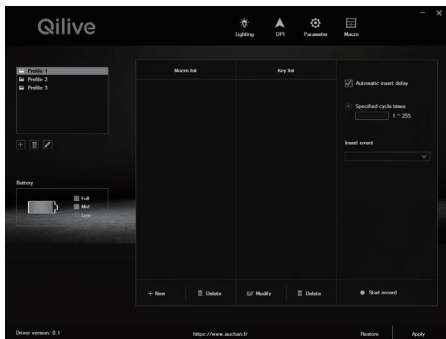 Qilive
Lighting DPI Parameter Macro
Profile 1
Profile 2
Profile 3
Macro list Key list
Automatic insert delay
Specified cycle times
1 ~ 255
Insert event
Battery
Full
Mid
Low
New Delete Modify Delete Start record
Driver version: 0.1 https://www.auchan.fr Restore Apply